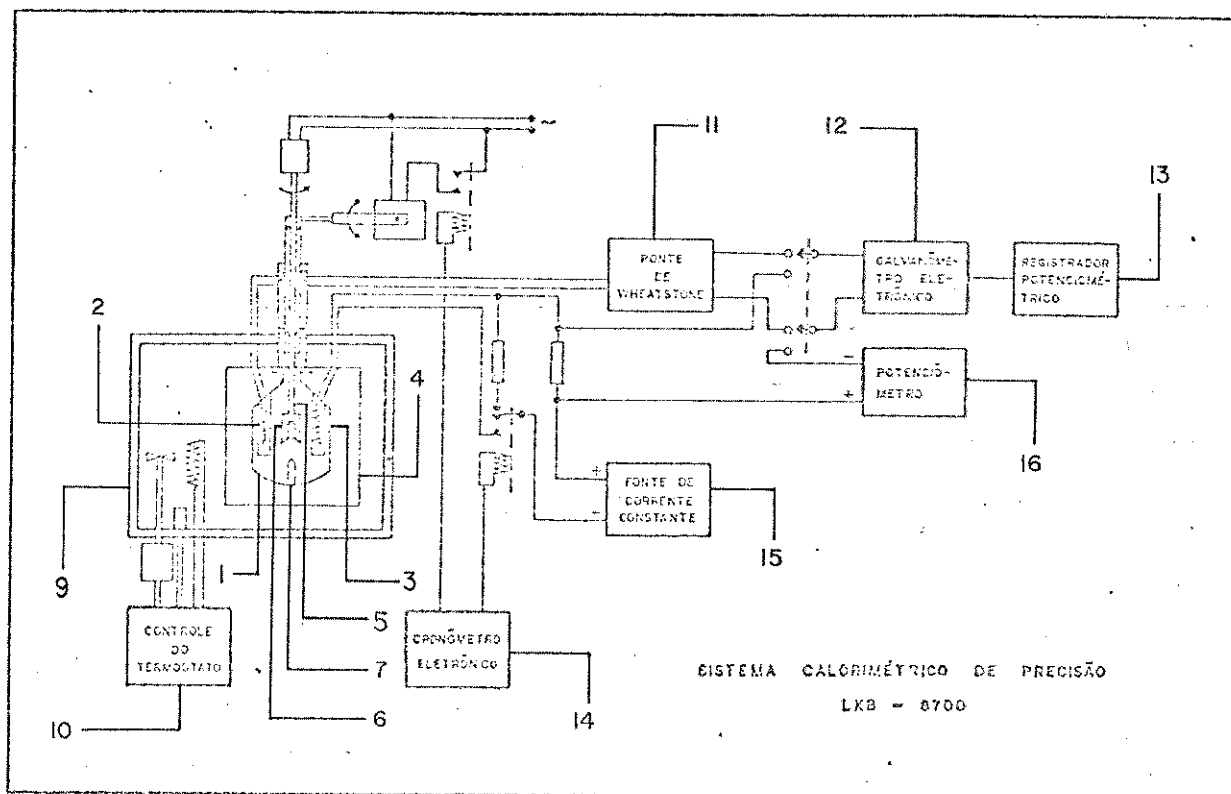 11
12
13
PONTE
DE
WHEATSTONE
GALVANÔME-
TRO ELE-
TRÔNICO
REGISTRADOR
POTENCIOMÉ-
TRICO
2
4
POTENCIÔ-
METRO
16
FONTE DE
CORRENTE
CONSTANTE
15
9
1
3
5
CONTROLE
DO
TERMOSTATO
7
CRONÔMETRO
ELETRÔNICO
6
14
10
SISTEMA CALORIMÉTRICO DE PRECISÃO
LKB - 8700
~
-
+
+
-